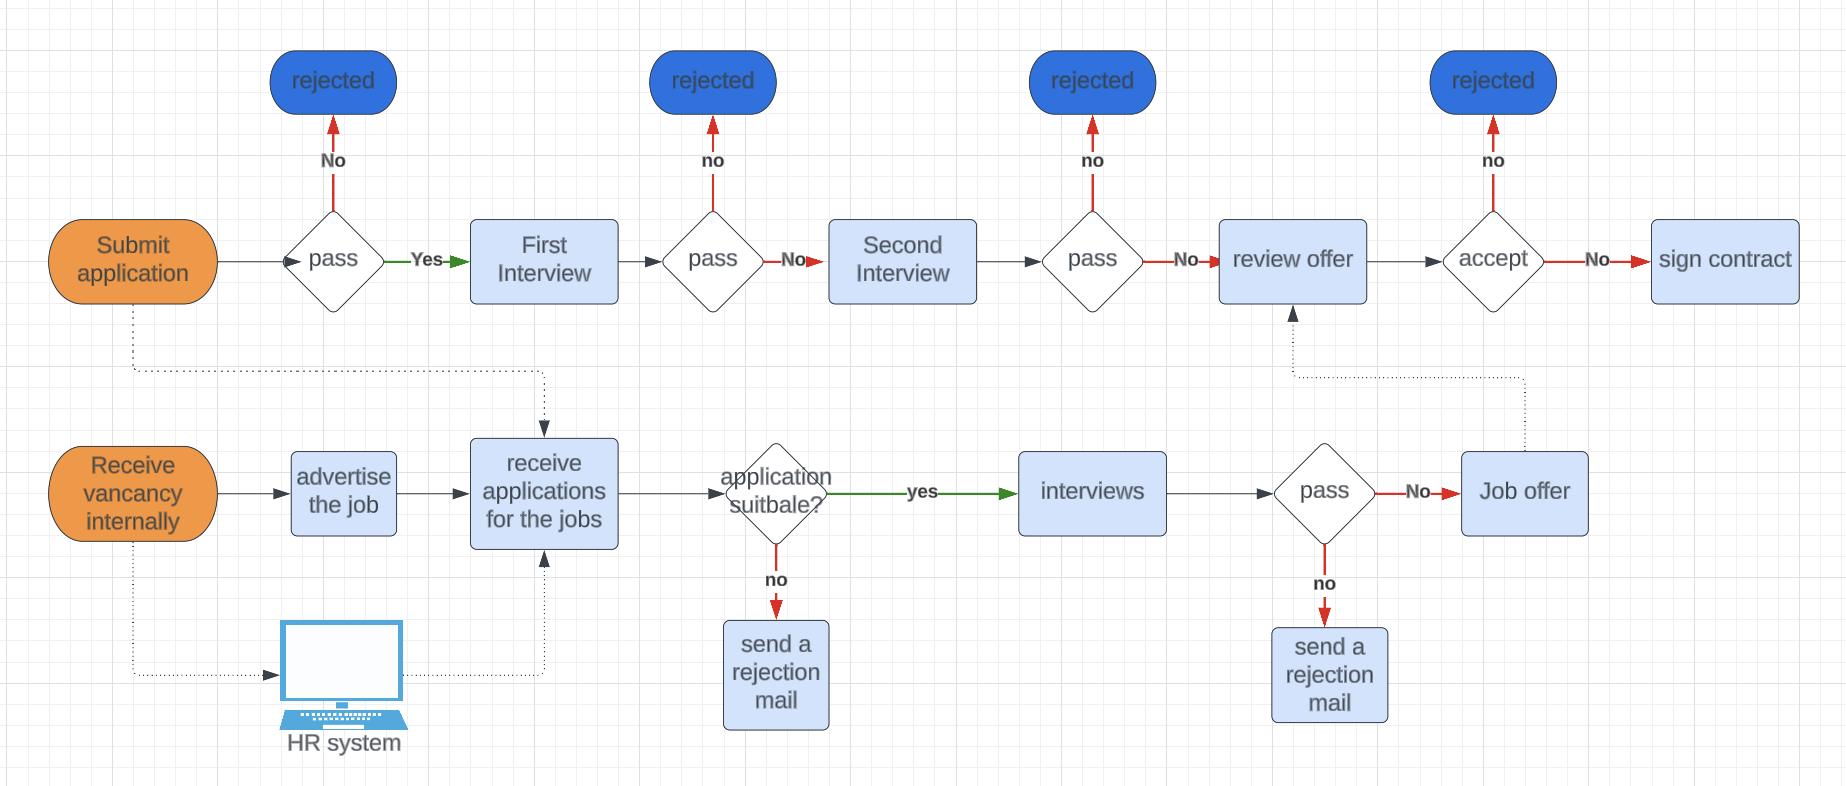 rejected
rejected
rejected
rejected
No
no
no
no
Submit
application
pass
Yes
First
Interview
pass
No
Second
Interview
pass
No
review offer
accept
No
sign contract
Receive
vancancy
internally
advertise
the job
receive
applications
for the jobs
application
suitbale?
yes
interviews
pass
No
Job offer
no
no
send a
rejection
mail
send a
rejection
mail
HR system